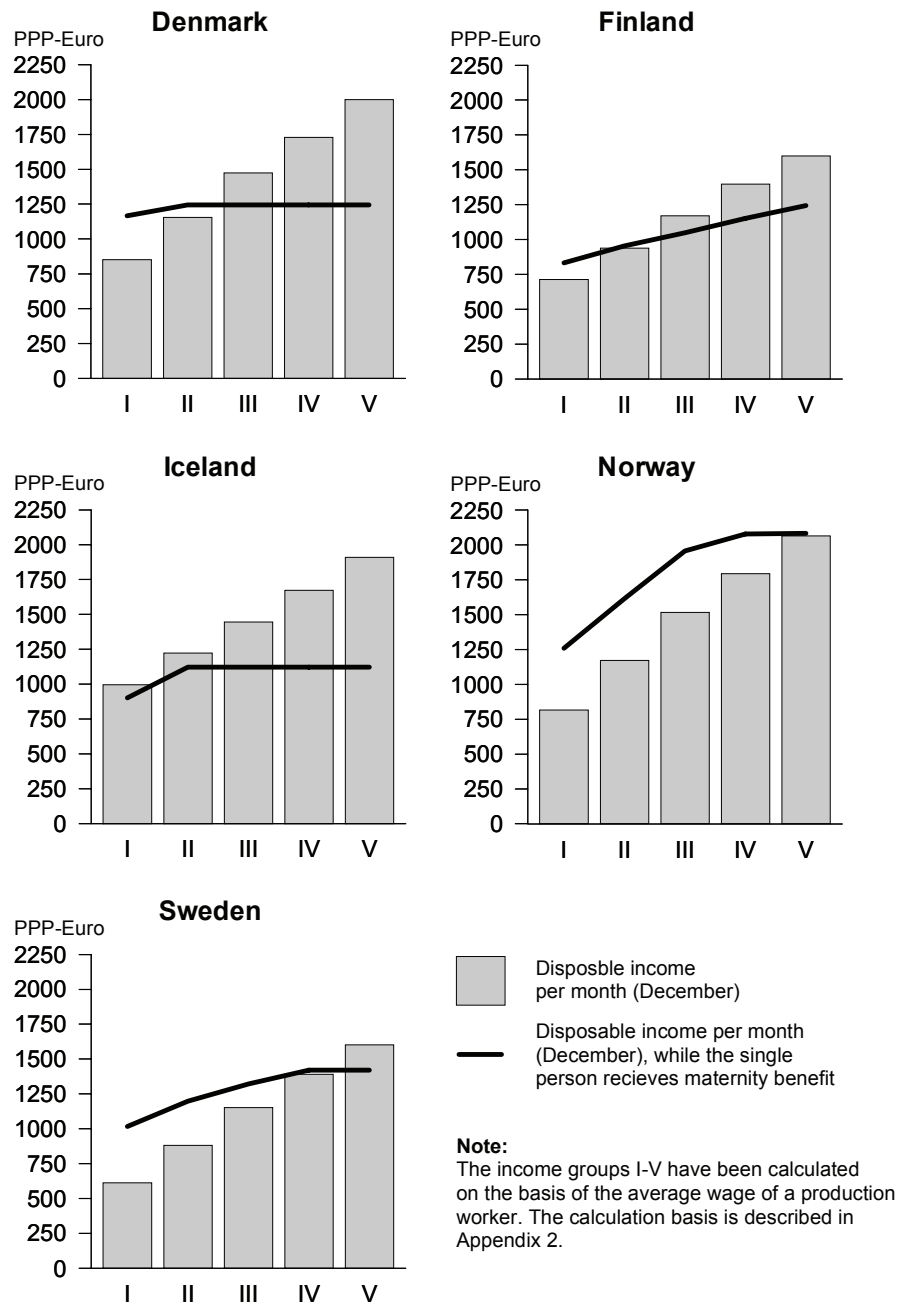 Denmark
PPP-Euro
2250
2000
1750
1500
1250
1000
750
500
250
0
I II III IV V
Finland
PPP-Euro
2250
2000
1750
1500
1250
1000
750
500
250
0
I II III IV V
Iceland
PPP-Euro
2250
2000
1750
1500
1250
1000
750
500
250
0
I II III IV V
Norway
PPP-Euro
2250
2000
1750
1500
1250
1000
750
500
250
0
I II III IV V
Sweden
PPP-Euro
2250
2000
1750
1500
1250
1000
750
500
250
0
I II III IV V
Disposble income
per month (December)
Disposable income per month
(December), while the single
person recieves maternity benefit
Note:
The income groups I-V have been calculated
on the basis of the average wage of a production
worker. The calculation basis is described in
Appendix 2.